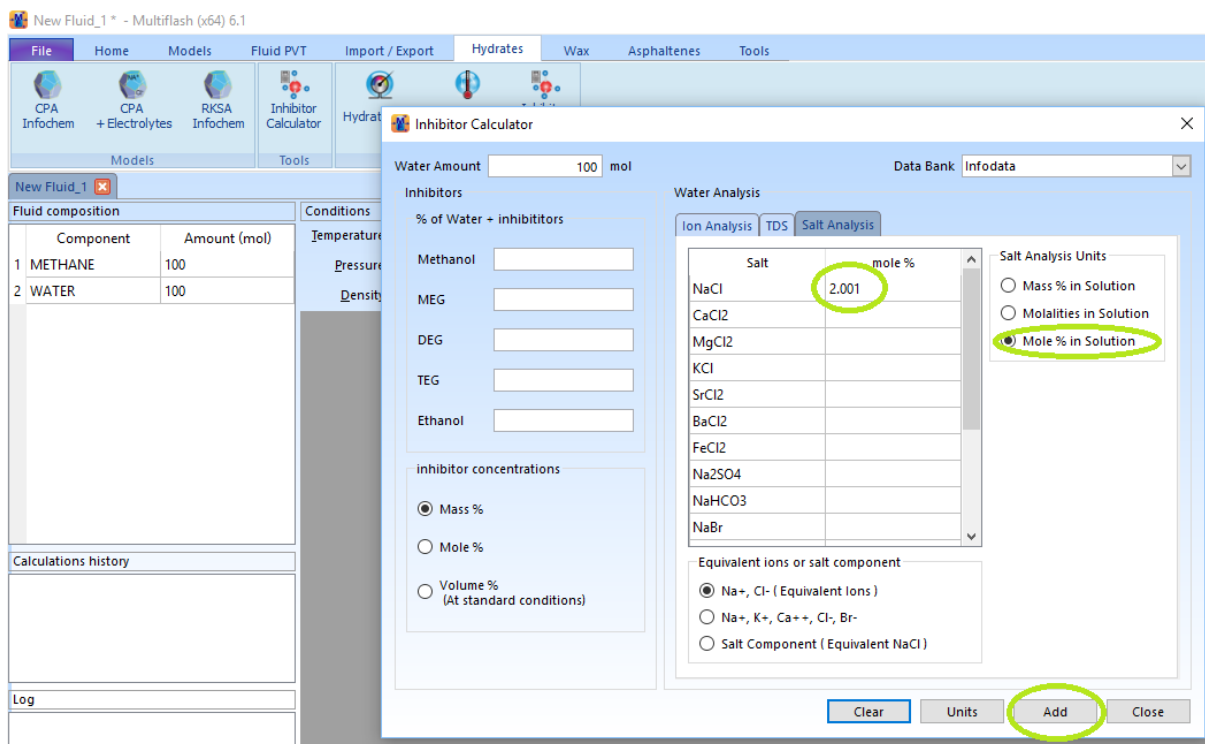 New Fluid_1 * - Multiflash (x64) 6.1
File Home Models Fluid PVT Import / Export Hydrates Wax Asphaltenes Tools
CPA Infochem
CPA + Electrolytes
RKSA Infochem
Inhibitor Calculator
Hydrat
Models
Tools
New Fluid_1
Fluid composition
Component Amount (mol)
1 METHANE 100
2 WATER 100
Calculations history
Log
Conditions
Temperature
Pressure
Density
Inhibitor Calculator
Water Amount 100 mol
Data Bank Infodata
Inhibitors
% of Water + inhibititors
Methanol
MEG
DEG
TEG
Ethanol
inhibitor concentrations
Mass %
Mole %
Volume %
(At standard conditions)
Water Analysis
Ion Analysis TDS Salt Analysis
Salt mole %
NaCl 2.001
CaCl2
MgCl2
KCl
SrCl2
BaCl2
FeCl2
Na2SO4
NaHCO3
NaBr
Salt Analysis Units
Mass % in Solution
Molalities in Solution
Mole % in Solution
Equivalent ions or salt component
Na+, Cl- ( Equivalent Ions )
Na+, K+, Ca++, Cl-, Br-
Salt Component ( Equivalent NaCl )
Clear Units Add Close